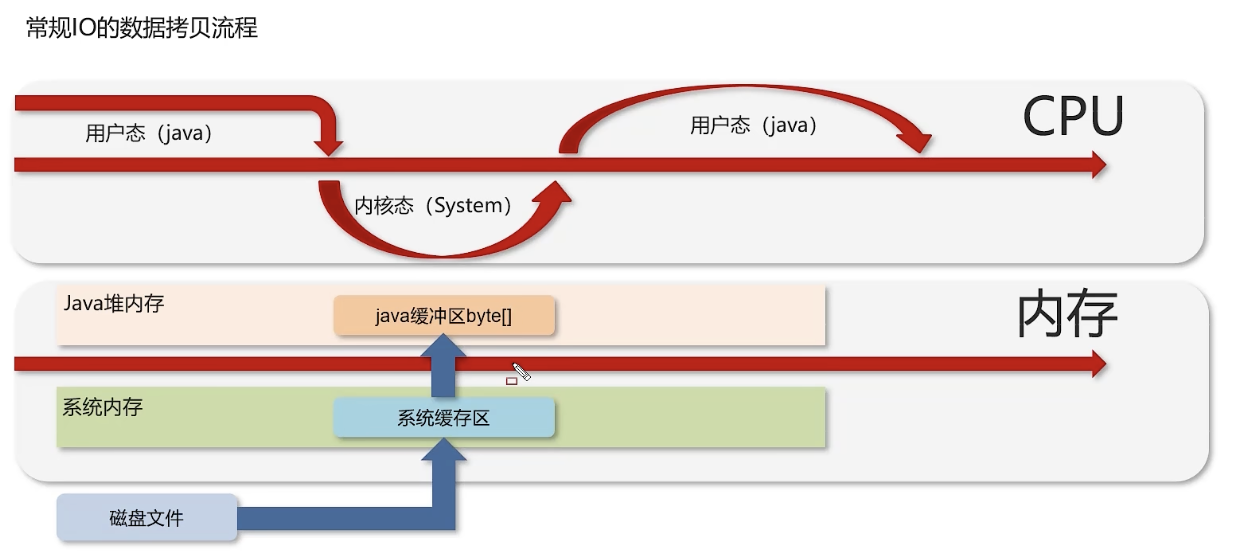 常规IO的数据拷贝流程
CPU
用户态（java）
用户态（java）
内核态（System）
Java堆内存
java缓冲区byte[]
内存
系统内存
系统缓存区
磁盘文件